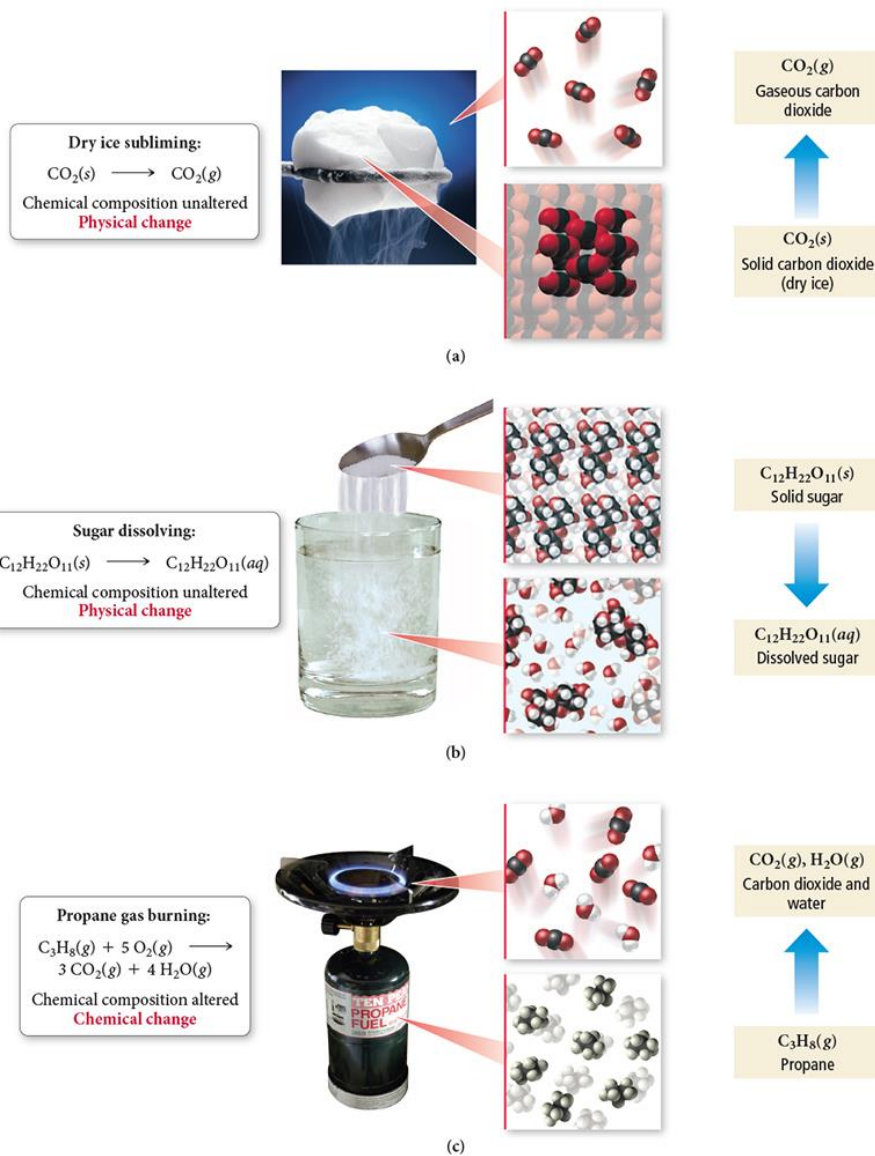 CO₂(g)
Gaseous carbon
dioxide
Dry ice subliming:
CO₂(s) ⟶ CO₂(g)
Chemical composition unaltered
Physical change
CO₂(s)
Solid carbon dioxide
(dry ice)
(a)
C₁₂H₂₂O₁₁(s)
Solid sugar
Sugar dissolving:
C₁₂H₂₂O₁₁(s) ⟶ C₁₂H₂₂O₁₁(aq)
Chemical composition unaltered
Physical change
C₁₂H₂₂O₁₁(aq)
Dissolved sugar
(b)
CO₂(g), H₂O(g)
Carbon dioxide and
water
Propane gas burning:
C₃H₈(g) + 5 O₂(g) ⟶
3 CO₂(g) + 4 H₂O(g)
Chemical composition altered
Chemical change
PROPANE
FUEL
C₃H₈(g)
Propane
(c)